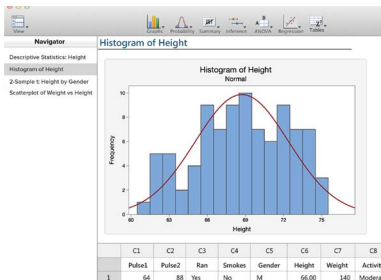 View
Graphs Probability Summary Inference ANOVA Regression Tables
Navigator
Descriptive Statistics: Height
Histogram of Height
2-Sample t: Height by Gender
Scatterplot of Weight vs Height
Histogram of Height
Histogram of Height
Normal
Frequency
10
8
6
4
2
0
60 63 66 69 72 75
Height
C1 C2 C3 C4 C5 C6 C7 C8
Pulse1 Pulse2 Ran Smokes Gender Height Weight Activit
1 64 88 Yes No M 66.00 140 Modera